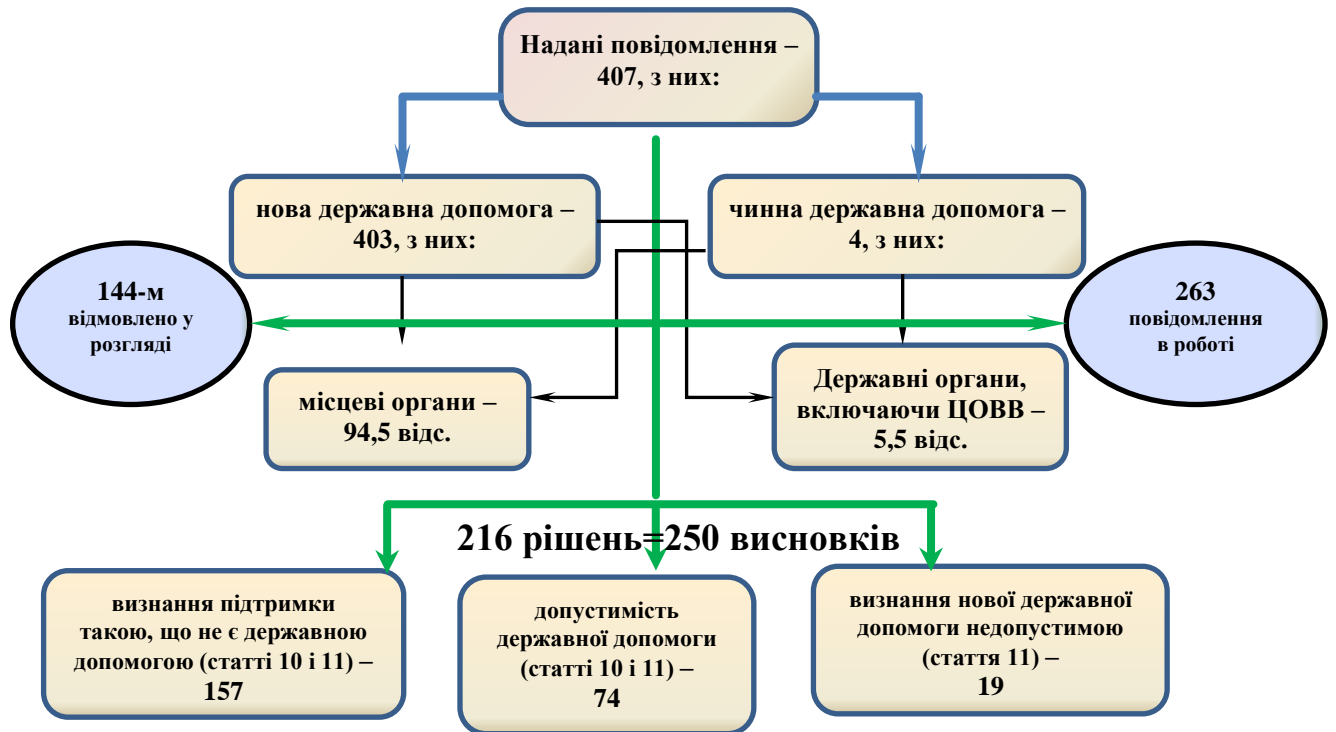 Надані повідомлення –
407, з них:
нова державна допомога –
403, з них:
чинна державна допомога –
4, з них:
144-м
відмовлено у
розгляді
263
повідомлення
в роботі
місцеві органи –
94,5 відс.
Державні органи,
включаючи ЦОВВ –
5,5 відс.
216 рішень=250 висновків
визнання підтримки
такою, що не є державною
допомогою (статті 10 і 11) –
157
допустимість
державної допомоги
(статті 10 і 11) –
74
визнання нової державної
допомоги недопустимою
(стаття 11) –
19